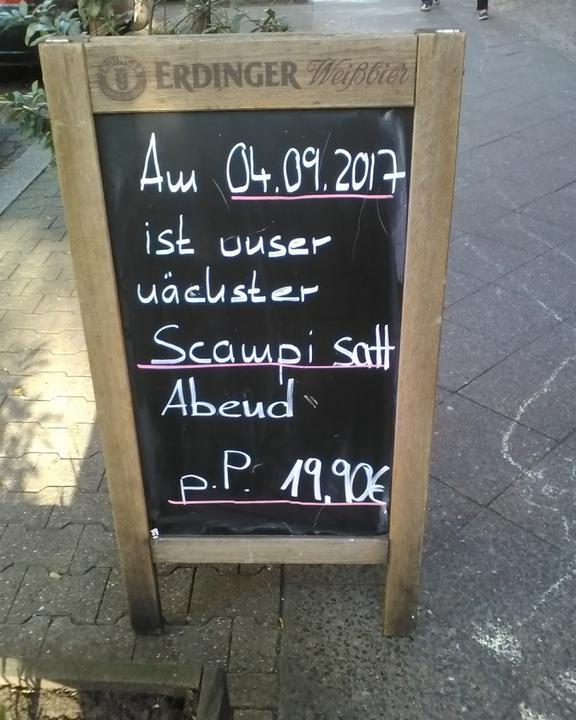 ERDINGER Weißbier
Am 04.09.2017
ist unser
nächster
Scampi satt
Abend
p.P. 19,90€